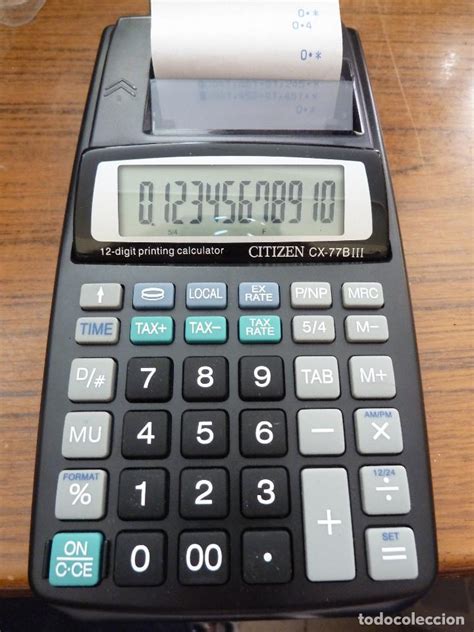 0·*
0·4
0·*
0.12345678910
5/4 F
12-digit printing calculator CITIZEN CX-77BIII
↑ LOCAL EX RATE P/NP MRC
TIME TAX+ TAX− TAX RATE 5/4 M−
D/# 7 8 9 TAB M+
AM/PM
MU 4 5 6 − ×
FORMAT 12/24
% 1 2 3 + ÷
SET
ON C·CE 0 00 · =
todocoleccion